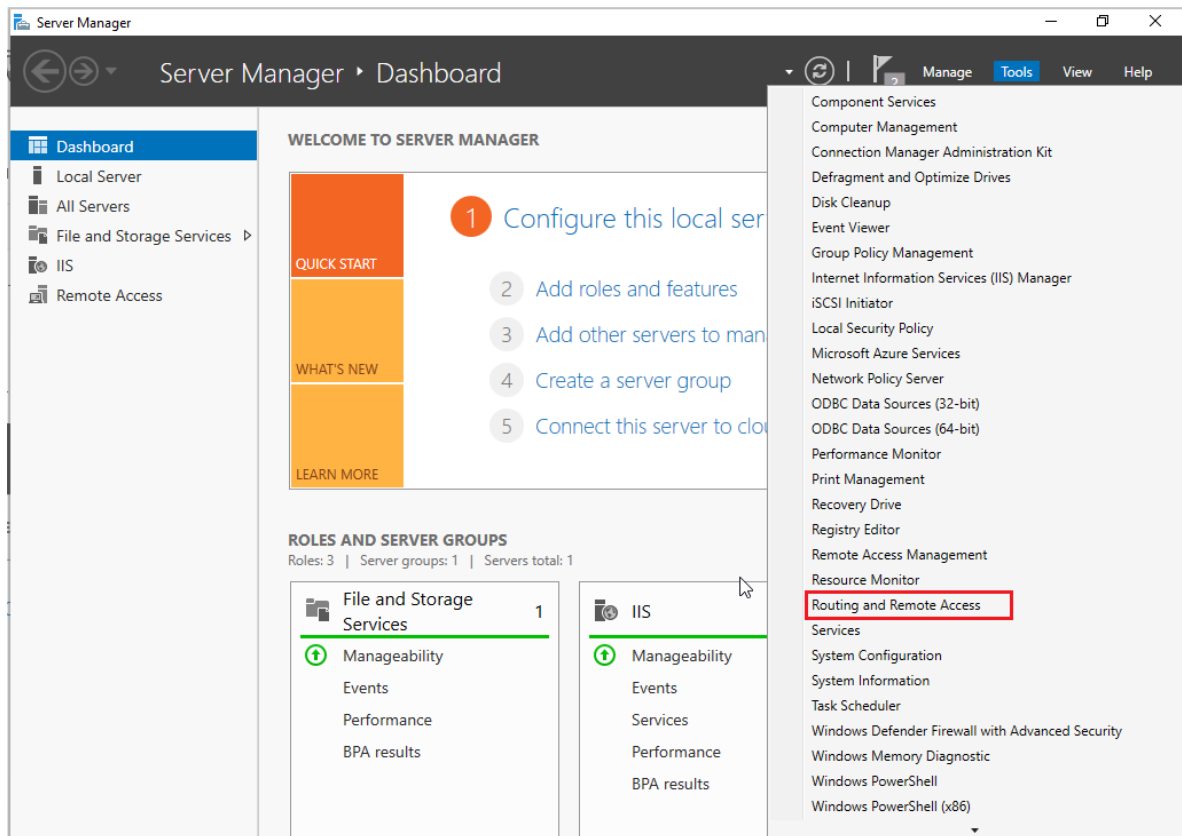 Server Manager
Server Manager ‣ Dashboard
2
Manage
Tools
View
Help
Dashboard
Local Server
All Servers
File and Storage Services
IIS
Remote Access
WELCOME TO SERVER MANAGER
QUICK START
WHAT'S NEW
LEARN MORE
1 Configure this local ser
2 Add roles and features
3 Add other servers to man
4 Create a server group
5 Connect this server to clou
ROLES AND SERVER GROUPS
Roles: 3 | Server groups: 1 | Servers total: 1
File and Storage
Services
1
Manageability
Events
Performance
BPA results
IIS
Manageability
Events
Services
Performance
BPA results
Component Services
Computer Management
Connection Manager Administration Kit
Defragment and Optimize Drives
Disk Cleanup
Event Viewer
Group Policy Management
Internet Information Services (IIS) Manager
iSCSI Initiator
Local Security Policy
Microsoft Azure Services
Network Policy Server
ODBC Data Sources (32-bit)
ODBC Data Sources (64-bit)
Performance Monitor
Print Management
Recovery Drive
Registry Editor
Remote Access Management
Resource Monitor
Routing and Remote Access
Services
System Configuration
System Information
Task Scheduler
Windows Defender Firewall with Advanced Security
Windows Memory Diagnostic
Windows PowerShell
Windows PowerShell (x86)